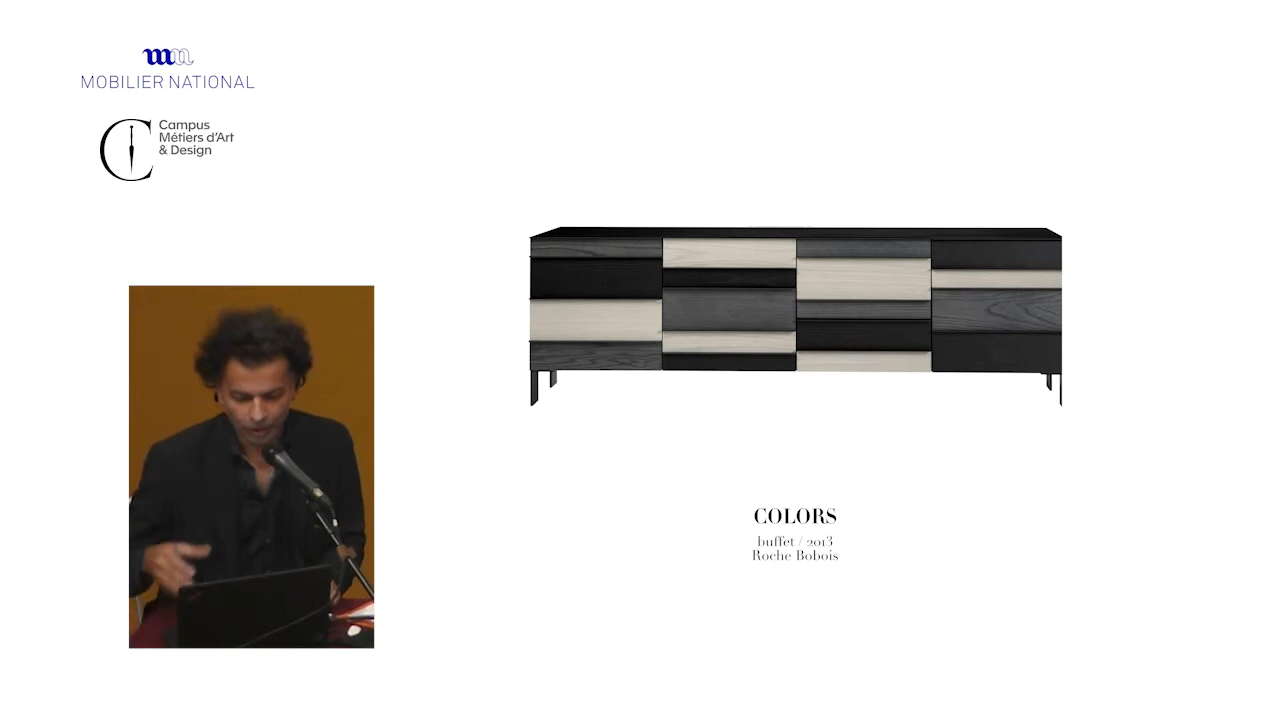 MOBILIER NATIONAL
Campus
Métiers d'Art
& Design
COLORS
buffet / 2013
Roche Bobois